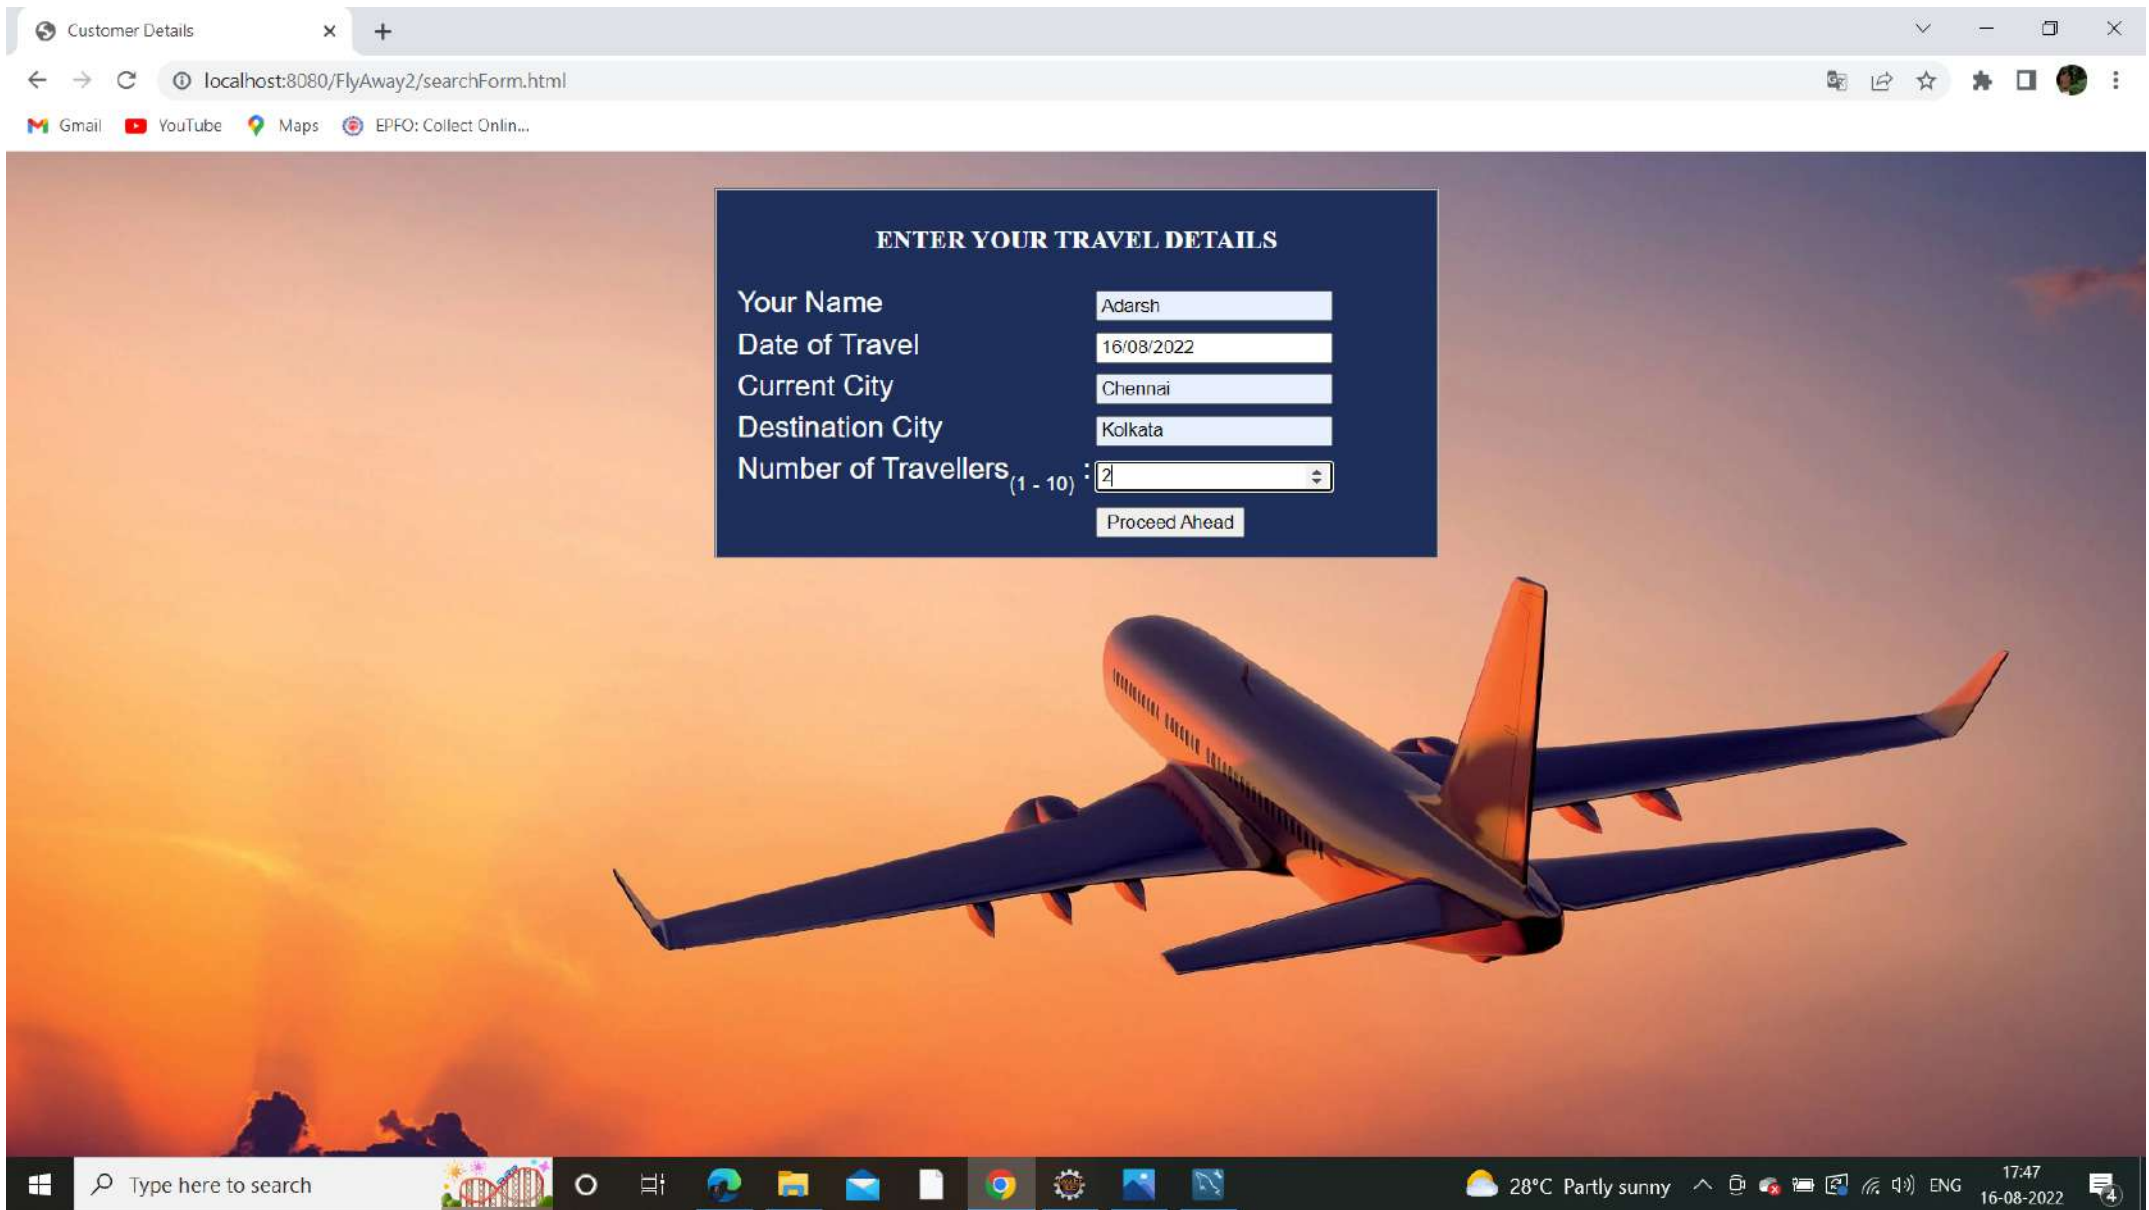 Customer Details
localhost:8080/FlyAway2/searchForm.html
Gmail YouTube Maps EPFO: Collect Onlin...
ENTER YOUR TRAVEL DETAILS
Your Name Adarsh
Date of Travel 16/08/2022
Current City Chennai
Destination City Kolkata
Number of Travellers(1 - 10) : 2
Proceed Ahead
Type here to search 28°C Partly sunny ENG 17:47
16-08-2022 4